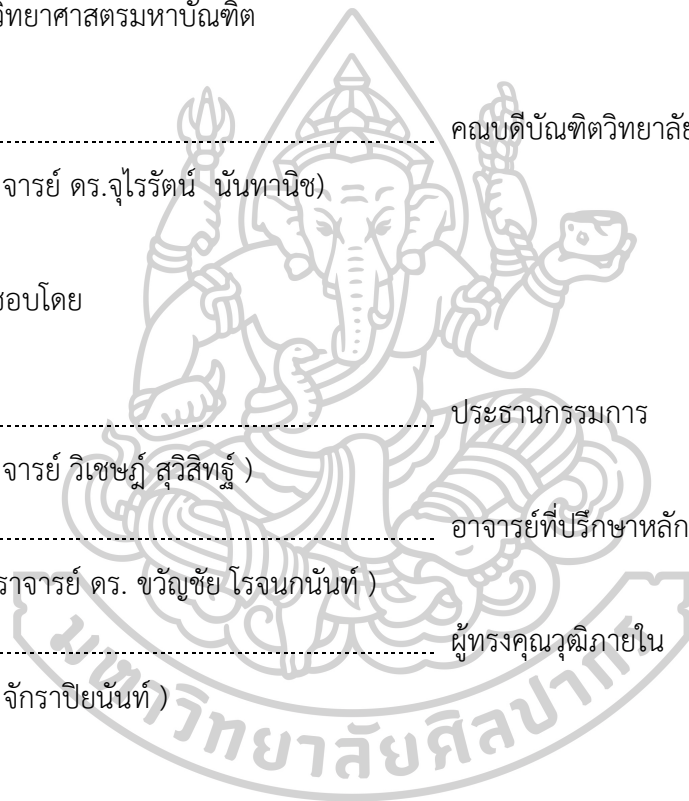 วิทยาศาสตรมหาบัณฑิต
คณบดีบัณฑิตวิทยาลัย
จารย์ ดร.จุไรรัตน์ นันทานิช)
ชอบโดย
ประธานกรรมการ
จารย์ วิเชษฎ์ สุวิสิทฐ์ )
อาจารย์ที่ปรึกษาหลัก
ราจารย์ ดร. ขวัญชัย โรจนกนันท์ )
ผู้ทรงคุณวุฒิภายใน
จักราปิยนันท์ )
มหาวิทยาลัยศิลปากร